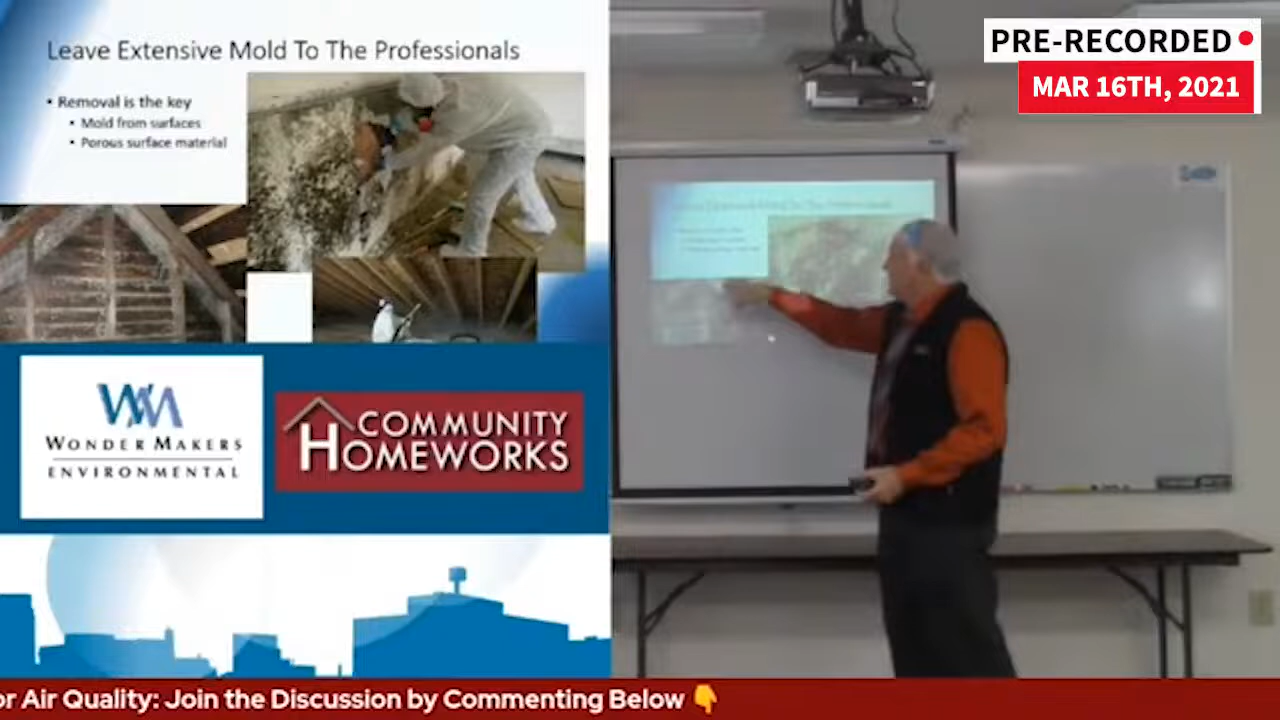 Leave Extensive Mold To The Professionals
• Removal is the key
• Mold from surfaces
• Porous surface material
WM
WONDER MAKERS
ENVIRONMENTAL
COMMUNITY
HOMEWORKS
PRE-RECORDED
MAR 16TH, 2021
or Air Quality: Join the Discussion by Commenting Below 👇